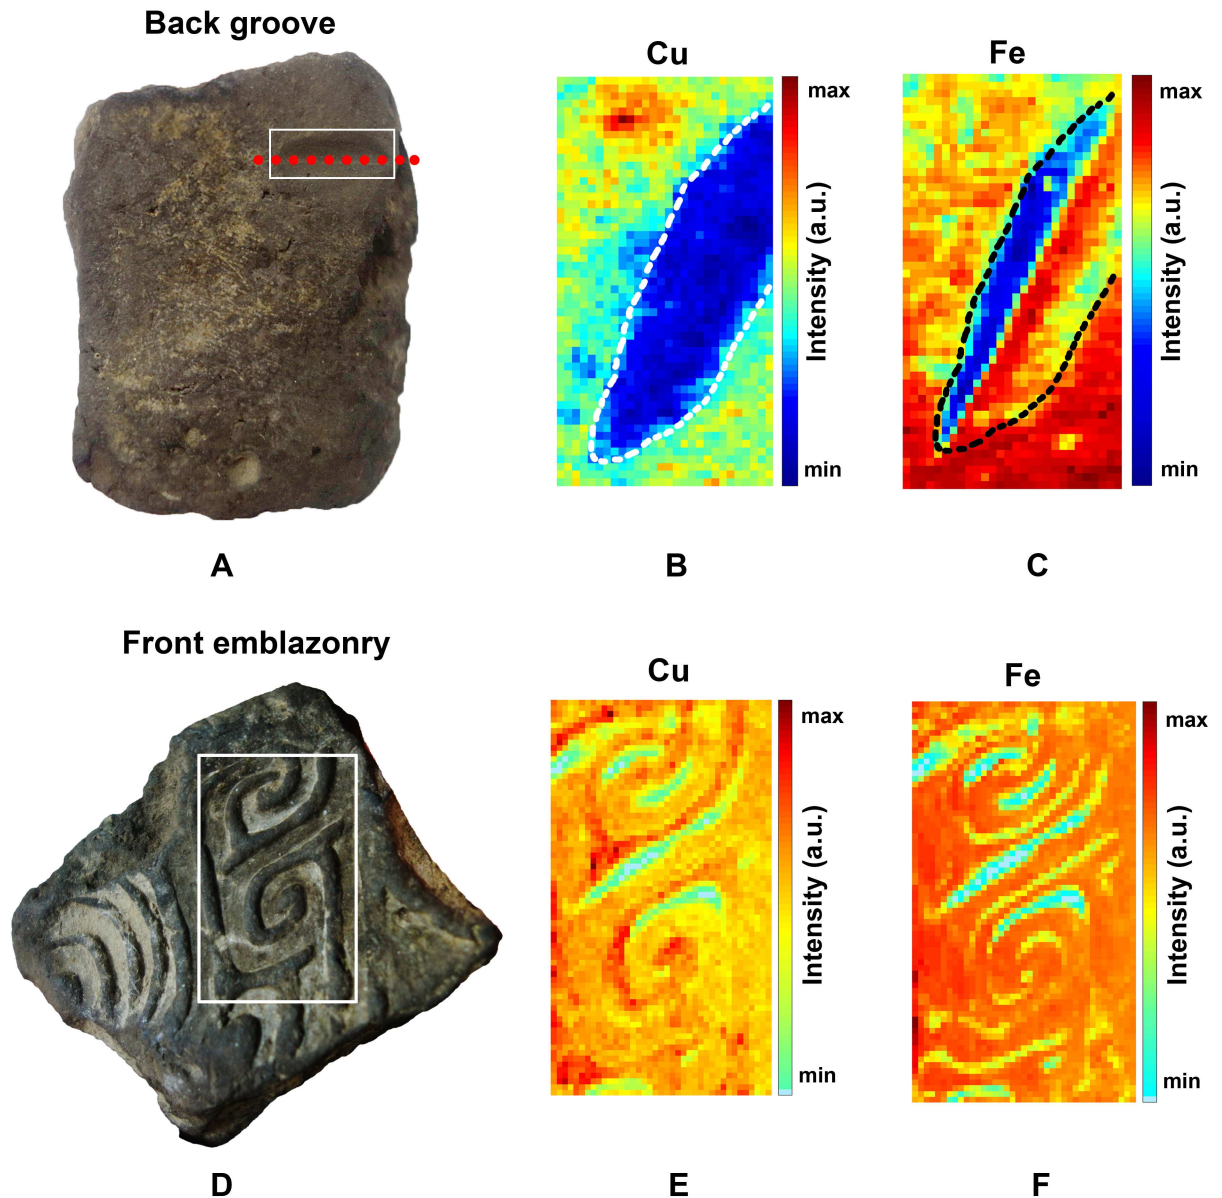 Back groove
Cu
Fe
max
Intensity (a.u.)
min
max
Intensity (a.u.)
min
A
B
C
Front emblazonry
Cu
Fe
max
Intensity (a.u.)
min
max
Intensity (a.u.)
min
D
E
F